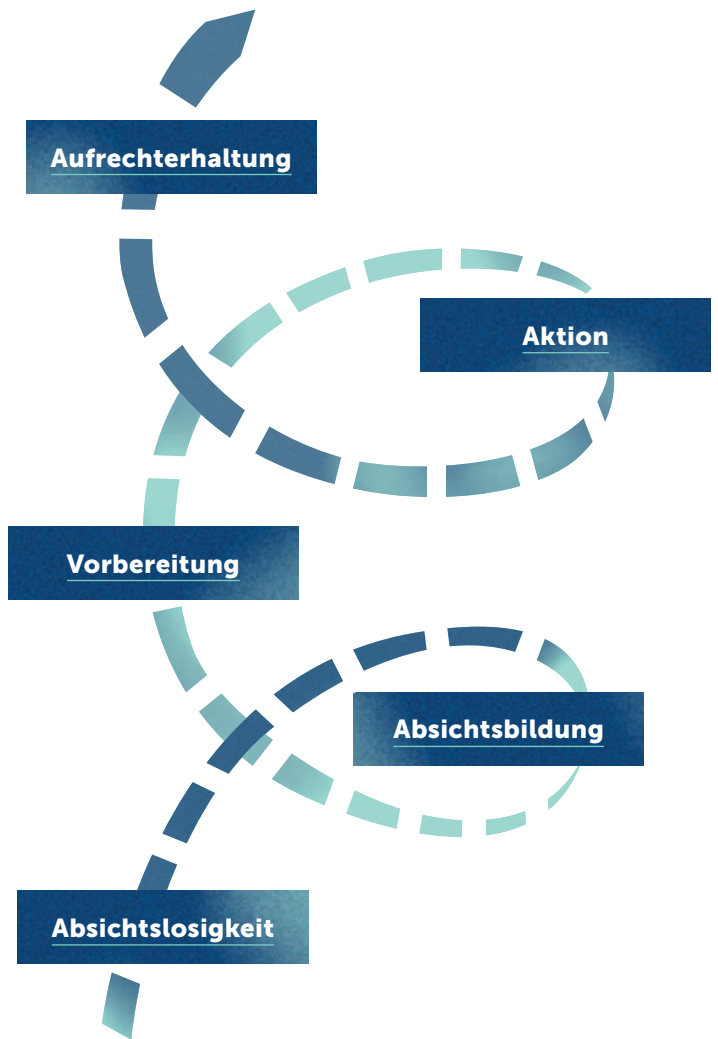 Aufrechterhaltung
Aktion
Vorbereitung
Absichtsbildung
Absichtslosigkeit